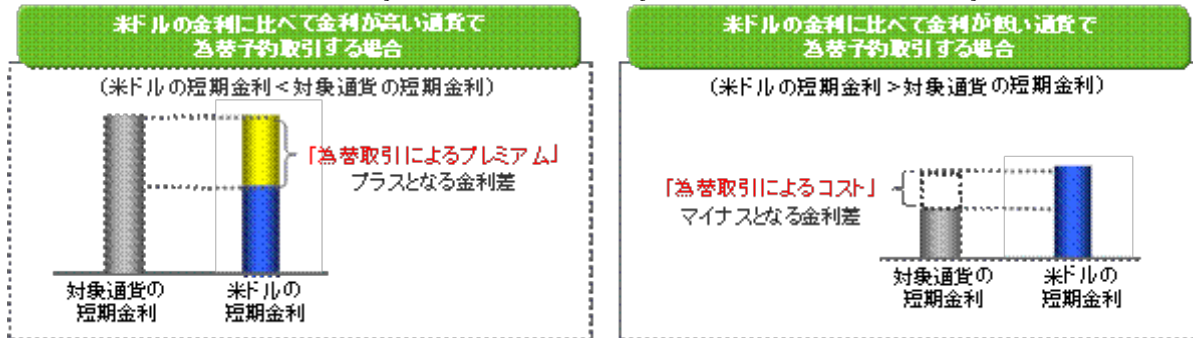 米ドルの金利に比べて金利が高い通貨で
為替予約取引する場合
(米ドルの短期金利<対象通貨の短期金利)
「為替取引によるプレミアム」
プラスとなる金利差
対象通貨の
短期金利
米ドルの
短期金利
米ドルの金利に比べて金利が低い通貨で
為替予約取引する場合
(米ドルの短期金利>対象通貨の短期金利)
「為替取引によるコスト」
マイナスとなる金利差
対象通貨の
短期金利
米ドルの
短期金利